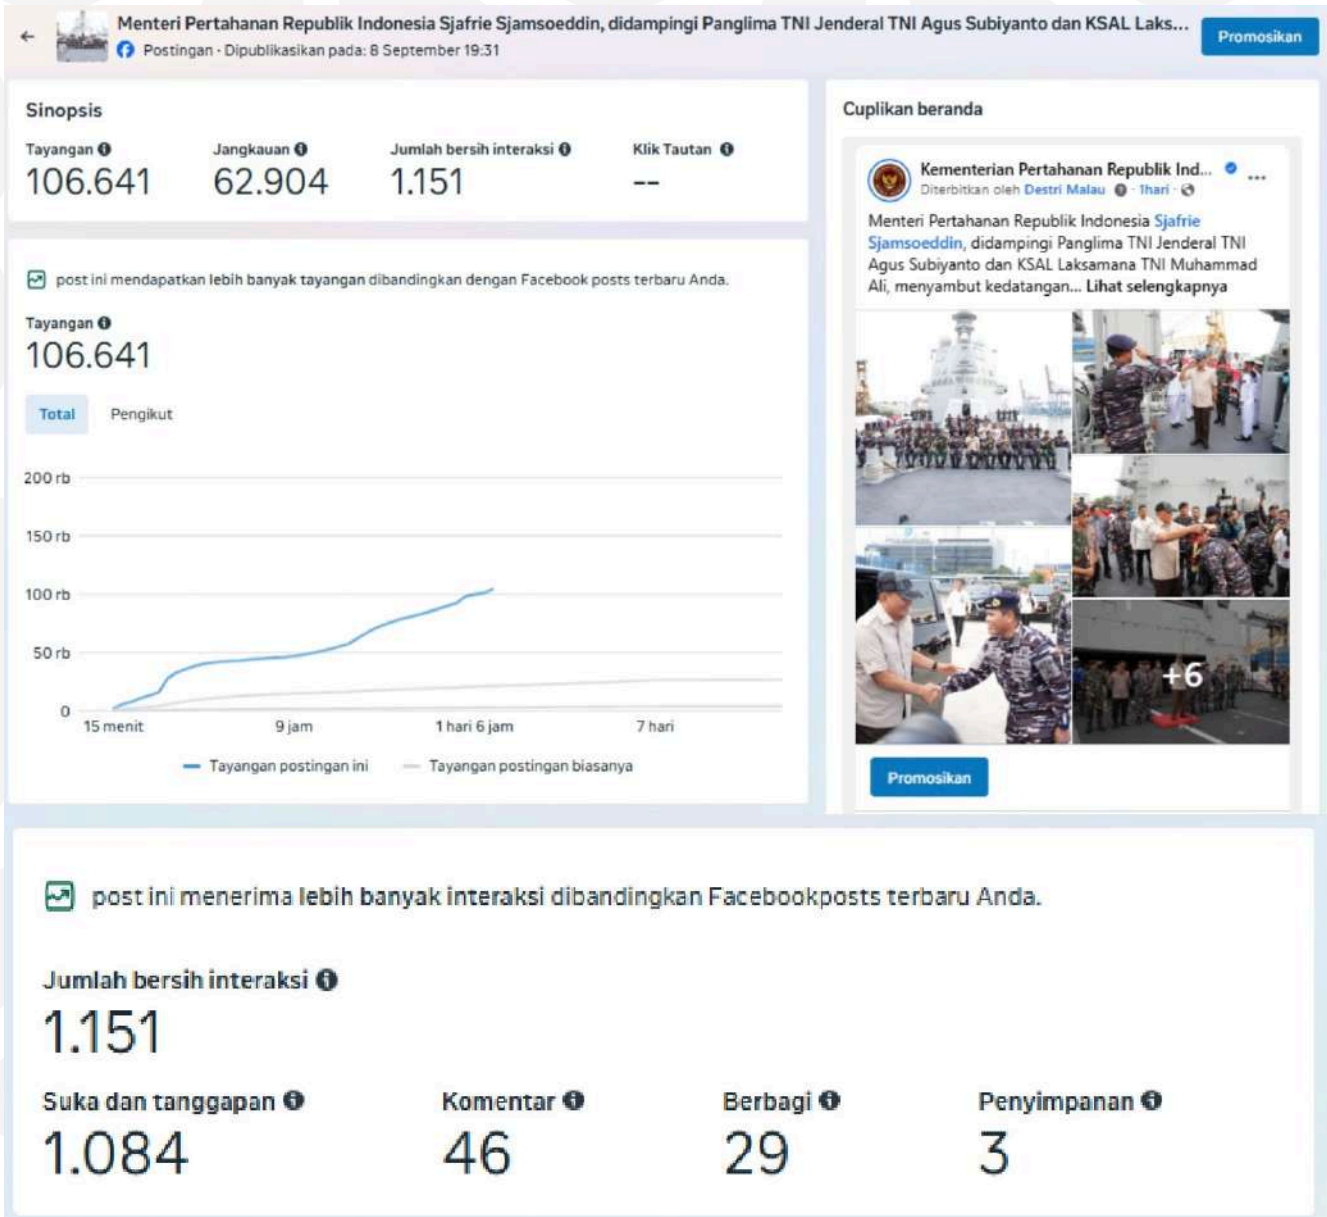 Menteri Pertahanan Republik Indonesia Sjafrie Sjamsoeddin, didampingi Panglima TNI Jenderal TNI Agus Subiyanto dan KSAL Laks...
Postingan · Dipublikasikan pada: 8 September 19:31
Promosikan
Sinopsis
Tayangan
Jangkauan
Jumlah bersih interaksi
Klik Tautan
106.641
62.904
1.151
--
post ini mendapatkan lebih banyak tayangan dibandingkan dengan Facebook posts terbaru Anda.
Tayangan
106.641
Total
Pengikut
200 rb
150 rb
100 rb
50 rb
0
15 menit
9 jam
1 hari 6 jam
7 hari
Tayangan postingan ini
Tayangan postingan biasanya
Cuplikan beranda
Kementerian Pertahanan Republik Ind... ...
Diterbitkan oleh Destri Malau · 1hari ·
Menteri Pertahanan Republik Indonesia Sjafrie
Sjamsoeddin, didampingi Panglima TNI Jenderal TNI
Agus Subiyanto dan KSAL Laksamana TNI Muhammad
Ali, menyambut kedatangan... Lihat selengkapnya
+6
Promosikan
post ini menerima lebih banyak interaksi dibandingkan Facebookposts terbaru Anda.
Jumlah bersih interaksi
1.151
Suka dan tanggapan
Komentar
Berbagi
Penyimpanan
1.084
46
29
3